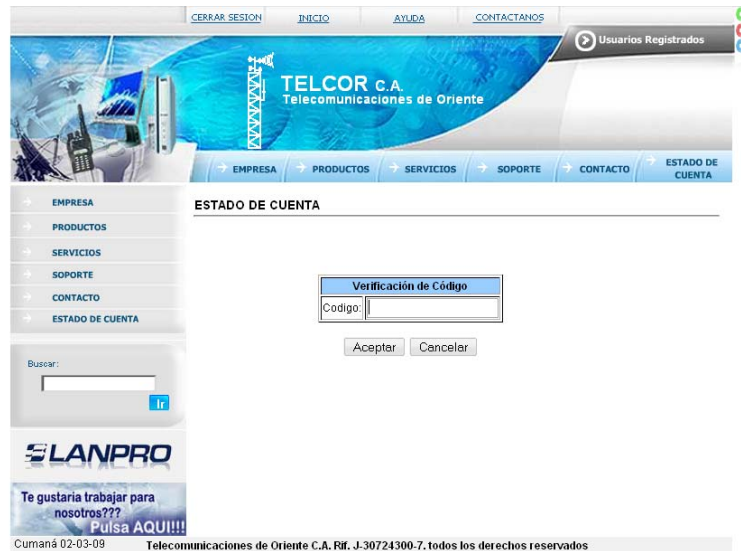 CERRAR SESION INICIO AYUDA CONTACTANOS
Usuarios Registrados
TELCOR C.A.
Telecomunicaciones de Oriente
EMPRESA PRODUCTOS SERVICIOS SOPORTE CONTACTO ESTADO DE
CUENTA
EMPRESA
PRODUCTOS
SERVICIOS
SOPORTE
CONTACTO
ESTADO DE CUENTA
ESTADO DE CUENTA
Verificación de Código
Codigo:
Aceptar Cancelar
Buscar:
Ir
LANPRO
Te gustaria trabajar para
nosotros???
Pulsa AQUI!!!
Cumaná 02-03-09 Telecomunicaciones de Oriente C.A. Rif. J-30724300-7. todos los derechos reservados